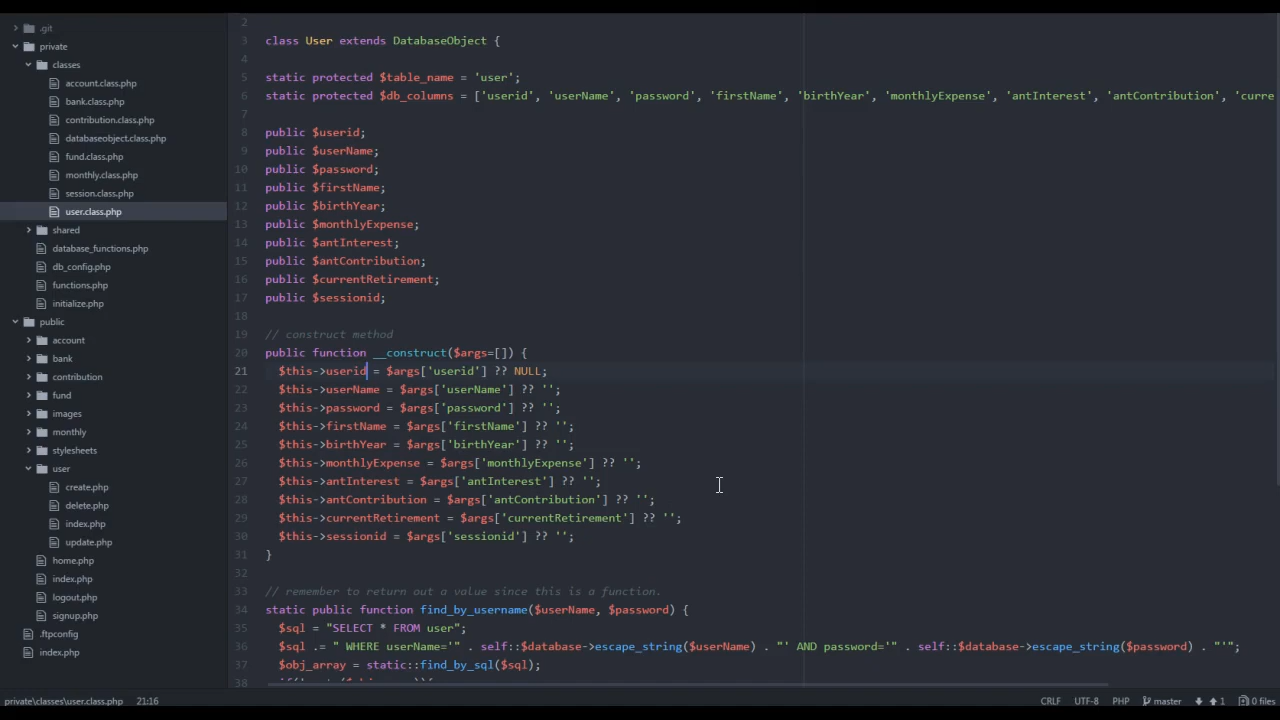 .git
private
classes
account.class.php
bank.class.php
contribution.class.php
databaseobject.class.php
fund.class.php
monthly.class.php
session.class.php
user.class.php
shared
database_functions.php
db_config.php
functions.php
initialize.php
public
account
bank
contribution
fund
images
monthly
stylesheets
user
create.php
delete.php
index.php
update.php
home.php
index.php
logout.php
signup.php
.ftpconfig
index.php
2
3 class User extends DatabaseObject {
4
5 static protected $table_name = 'user';
6 static protected $db_columns = ['userid', 'userName', 'password', 'firstName', 'birthYear', 'monthlyExpense', 'antInterest', 'antContribution', 'curre
7
8 public $userid;
9 public $userName;
10 public $password;
11 public $firstName;
12 public $birthYear;
13 public $monthlyExpense;
14 public $antInterest;
15 public $antContribution;
16 public $currentRetirement;
17 public $sessionid;
18
19 // construct method
20 public function __construct($args=[]) {
21 $this->userid = $args['userid'] ?? NULL;
22 $this->userName = $args['userName'] ?? '';
23 $this->password = $args['password'] ?? '';
24 $this->firstName = $args['firstName'] ?? '';
25 $this->birthYear = $args['birthYear'] ?? '';
26 $this->monthlyExpense = $args['monthlyExpense'] ?? '';
27 $this->antInterest = $args['antInterest'] ?? '';
28 $this->antContribution = $args['antContribution'] ?? '';
29 $this->currentRetirement = $args['currentRetirement'] ?? '';
30 $this->sessionid = $args['sessionid'] ?? '';
31 }
32
33 // remember to return out a value since this is a function.
34 static public function find_by_username($userName, $password) {
35 $sql = "SELECT * FROM user";
36 $sql .= " WHERE userName='" . self::$database->escape_string($userName) . "' AND password='" . self::$database->escape_string($password) . "'";
37 $obj_array = static::find_by_sql($sql);
38
private\classes\user.class.php 21:16 CRLF UTF-8 PHP master 1 0 files